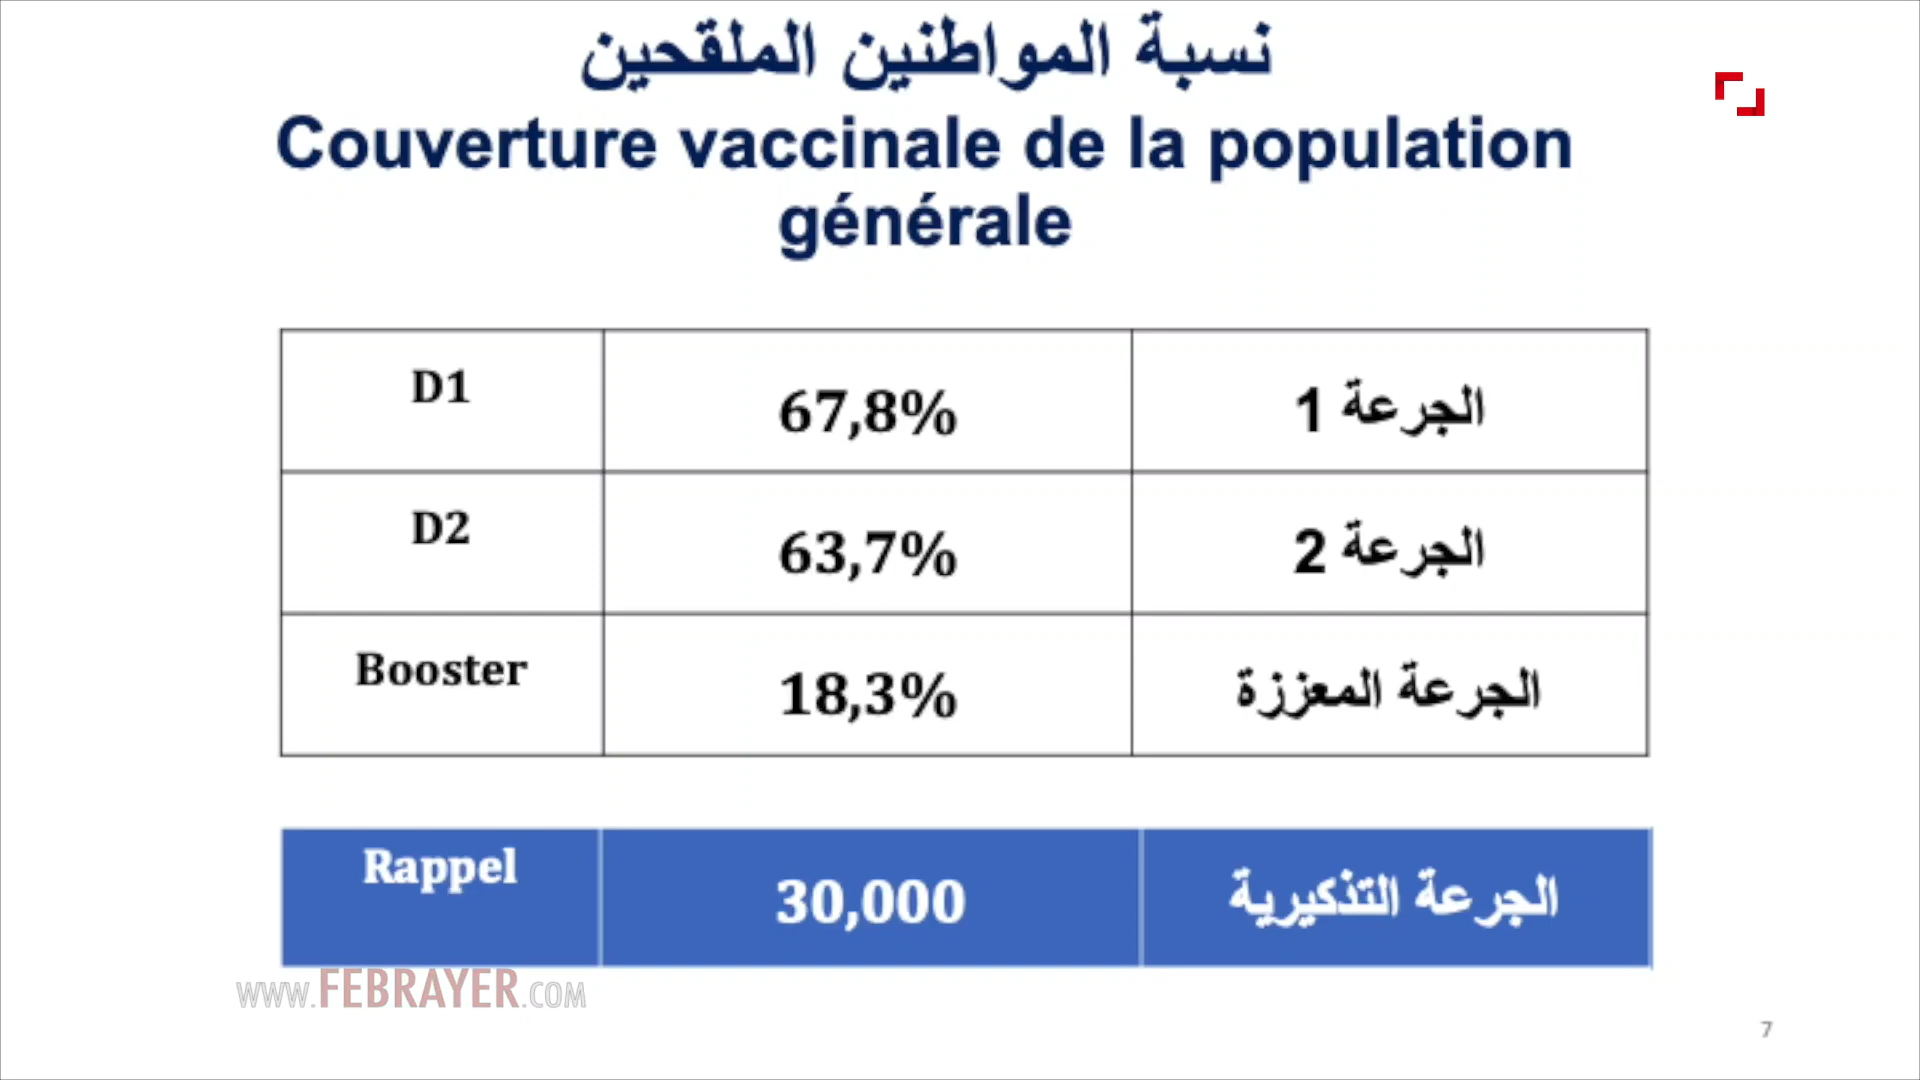 نسبة المواطنين الملقحين
Couverture vaccinale de la population
générale
D1 67,8% الجرعة 1
D2 63,7% الجرعة 2
Booster 18,3% الجرعة المعززة
Rappel 30,000 الجرعة التذكيرية
www.FEBRAYER.COM
7